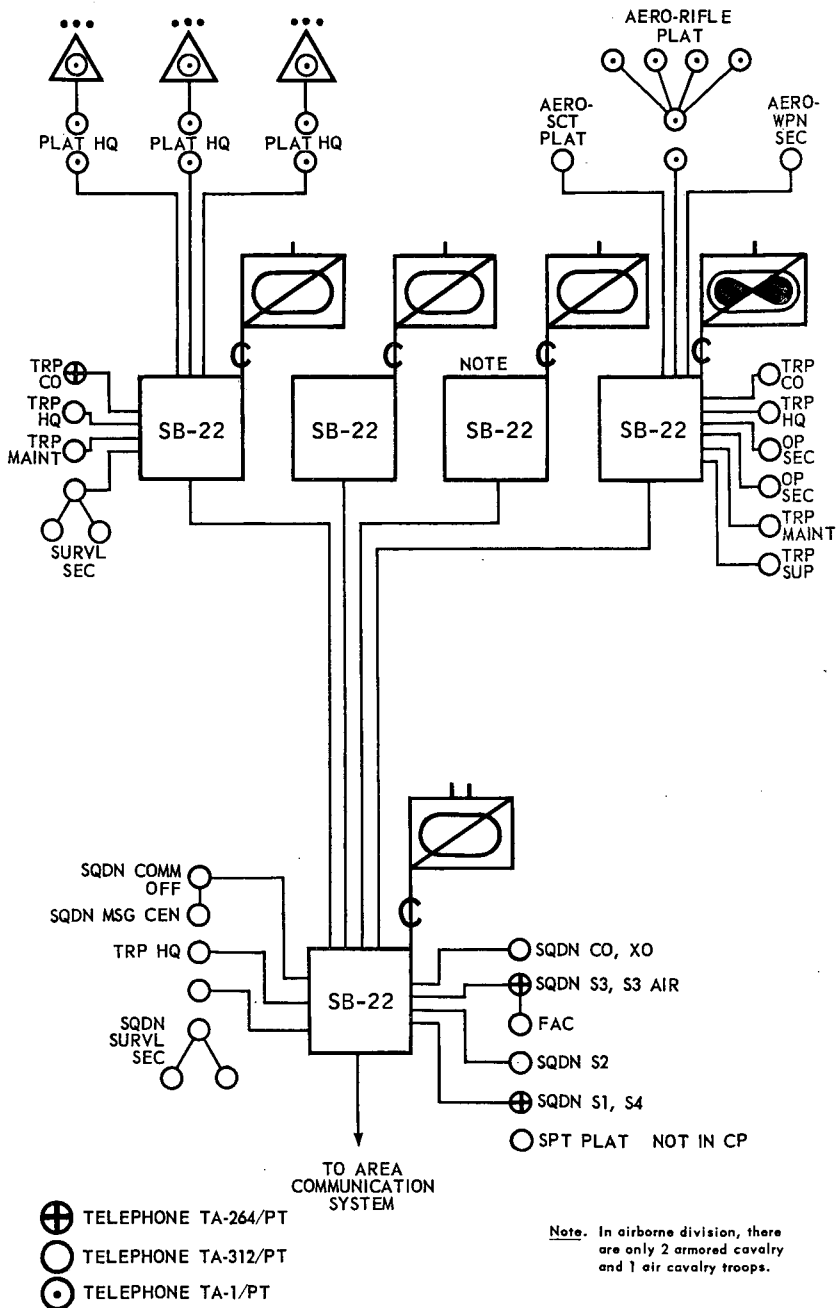 AERO-RIFLE
PLAT
AERO-
SCT
PLAT
AERO-
WPN
SEC
PLAT HQ
PLAT HQ
PLAT HQ
NOTE
TRP
CO
TRP
HQ
TRP
MAINT
SURVL
SEC
SB-22
SB-22
SB-22
SB-22
TRP
CO
TRP
HQ
OP
SEC
OP
SEC
TRP
MAINT
TRP
SUP
SQDN COMM
OFF
SQDN MSG CEN
TRP HQ
SQDN
SURVL
SEC
SB-22
SQDN CO, XO
SQDN S3, S3 AIR
FAC
SQDN S2
SQDN S1, S4
SPT PLAT NOT IN CP
TO AREA
COMMUNICATION
SYSTEM
TELEPHONE TA-264/PT
TELEPHONE TA-312/PT
TELEPHONE TA-1/PT
Note. In airborne division, there
are only 2 armored cavalry
and 1 air cavalry troops.